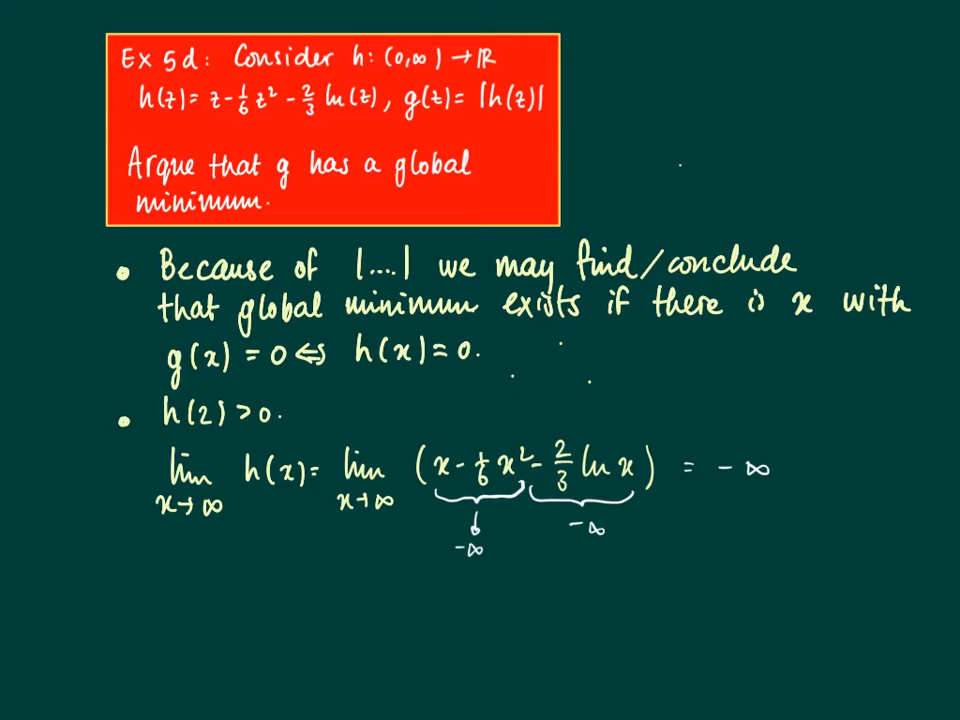 Ex 5d: Consider h: (0,∞) → ℝ
h(z) = z - 1/6 z² - 2/3 ln(z), g(z) = |h(z)|
Argue that g has a global
minimum.
• Because of |....| we may find/conclude
that global minimum exists if there is x with
g(x) = 0 ⇔ h(x) = 0.
• h(2) > 0.
lim x→∞ h(x) = lim x→∞ (x - 1/6 x² - 2/3 ln x) = -∞
-∞ -∞